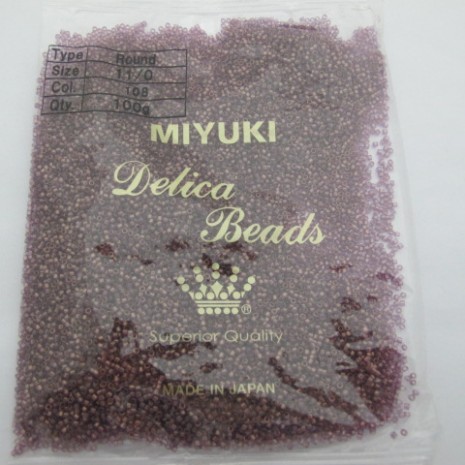 Type Round
Size 11/0
Col. 108
Qty. 100g
MIYUKI
Delica
Beads
®
Superior Quality
MADE IN JAPAN